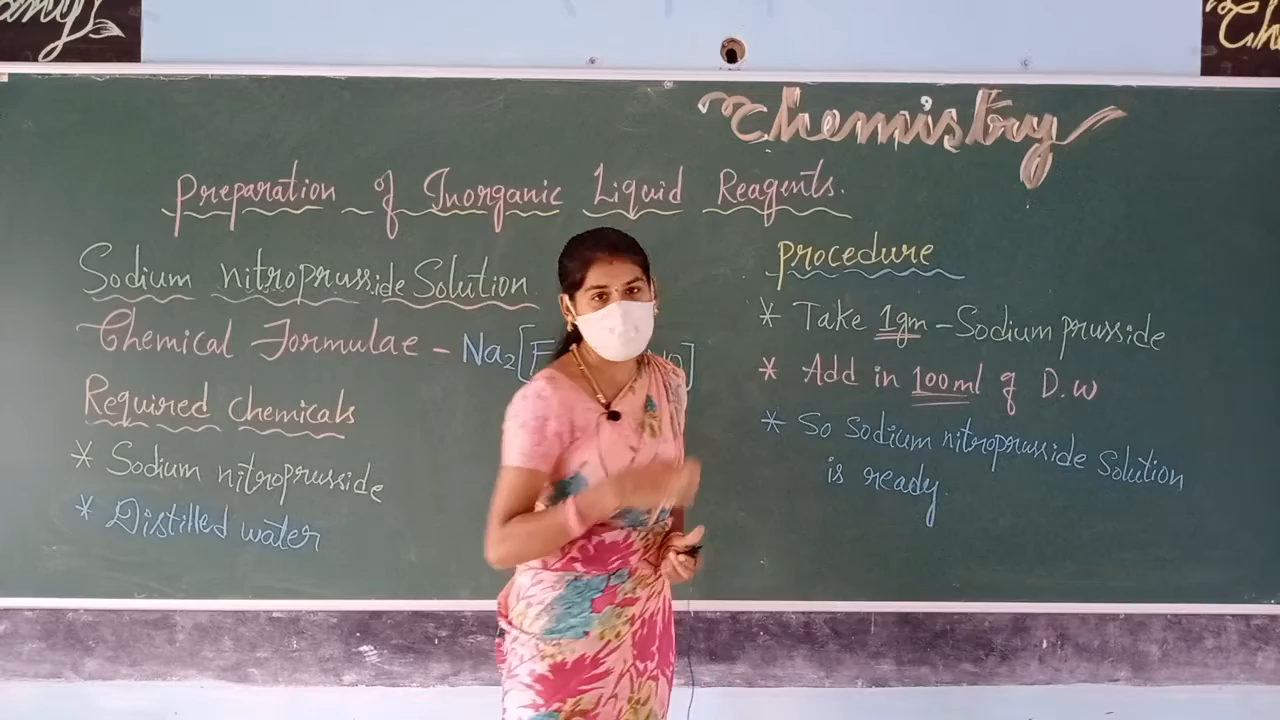 Chemistry
Preparation of Inorganic Liquid Reagents.
Sodium nitroprusside Solution
Chemical Formulae - Na2[F
Required Chemicals
* Sodium nitroprusside
* Distilled water
Procedure
* Take 1gm - Sodium prusside
* Add in 100ml of D.W
* So Sodium nitroprusside Solution
is ready.
Ch